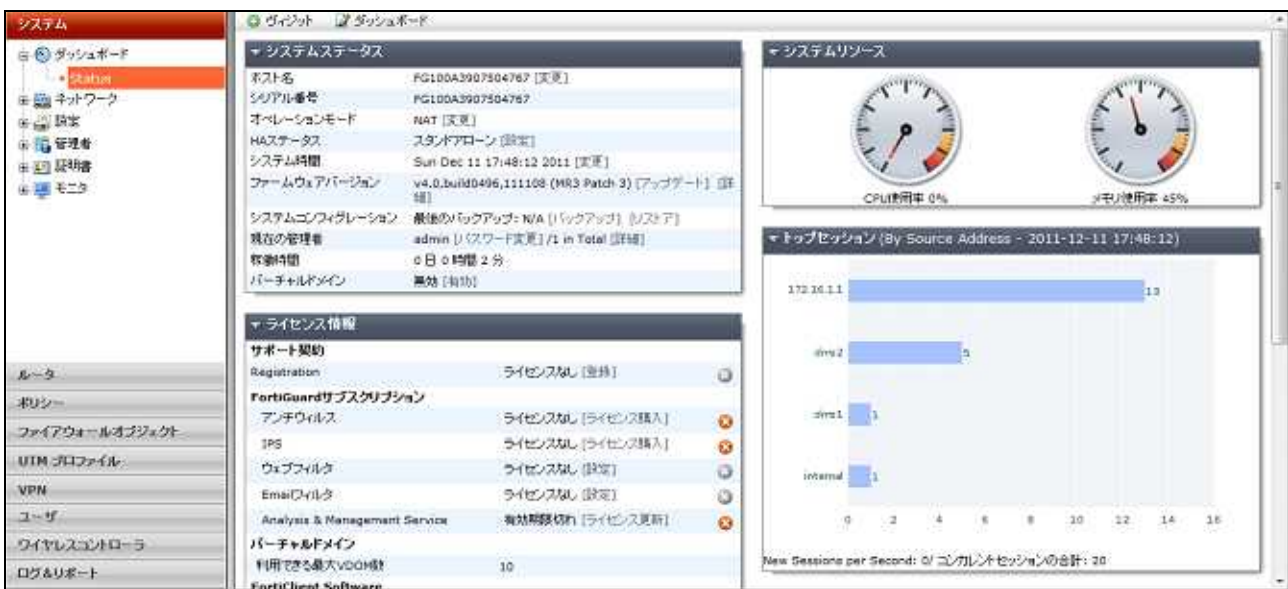 システム
ダッシュボード
Status
ネットワーク
設定
管理者
証明書
モニタ
ルータ
ポリシー
ファイアウォールオブジェクト
UTM プロファイル
VPN
ユーザ
ワイヤレスコントローラ
ログ&リポート
ヴィジット ダッシュボード
システムステータス
ホスト名 FG100A3907504767 [変更]
シリアル番号 FG100A3907504767
オペレーションモード NAT [変更]
HAステータス スタンドアローン [設定]
システム時間 Sun Dec 11 17:48:12 2011 [変更]
ファームウェアバージョン v4.0,build0496,111108 (MR3 Patch 3) [アップデート] [詳
細]
システムコンフィグレーション 最後のバックアップ: N/A [バックアップ] [リストア]
現在の管理者 admin [パスワード変更] /1 in Total [詳細]
稼働時間 0 日 0 時間 2 分
バーチャルドメイン 無効 [有効]
ライセンス情報
サポート契約
Registration ライセンスなし [登録]
FortiGuardサブスクリプション
アンチウィルス ライセンスなし [ライセンス購入]
IPS ライセンスなし [ライセンス購入]
ウェブフィルタ ライセンスなし [設定]
Emailフィルタ ライセンスなし [設定]
Analysis & Management Service 有効期限切れ [ライセンス更新]
バーチャルドメイン
利用できる最大VDOM数 10
FortiClient Software
システムリソース
CPU使用率 0% メモリ使用率 45%
トップセッション (By Source Address - 2011-12-11 17:48:12)
172.16.1.1 13
dmz2 5
dmz1 1
internal 1
0 2 4 6 8 10 12 14 16
New Sessions per Second: 0/ コンカレントセッションの合計: 20